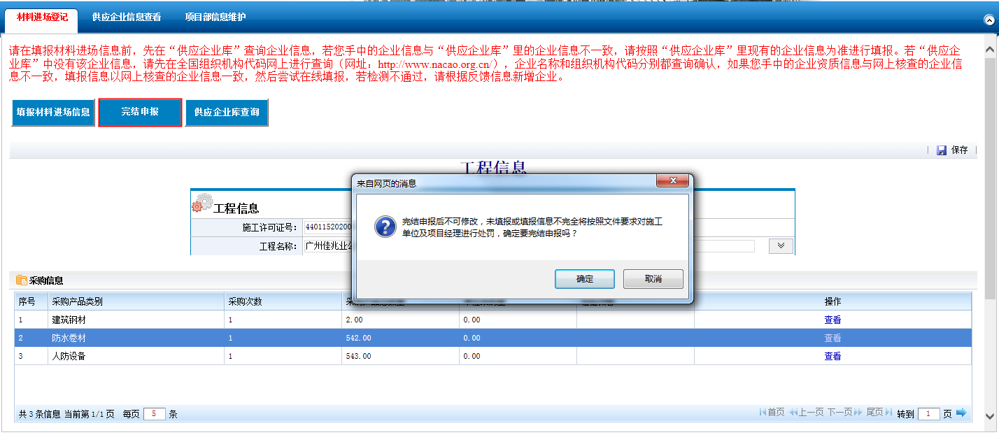 材料进场登记 供应企业信息查看 项目部信息维护
请在填报材料进场信息前，先在“供应企业库”查询企业信息，若您手中的企业信息与“供应企业库”里的企业信息不一致，请按照“供应企业库”里现有的企业信息为准进行填报。若“供应企
业库”中没有该企业信息，请先在全国组织机构代码网上进行查询（网址：http://www.nacao.org.cn/），企业名称和组织机构代码分别都查询确认，如果您手中的企业资质信息与网上核查的企业信
息不一致，填报信息以网上核查的企业信息一致，然后尝试在线填报，若检测不通过，请根据反馈信息新增企业。
填报材料进场信息 完结申报 供应企业库查询
保存
工程信息
来自网页的消息
完结申报后不可修改，未填报或填报信息不完全将按照文件要求对施工
单位及项目经理进行处罚，确定要完结申报吗？
确定 取消
工程信息
施工许可证号： 44011520200
工程名称： 广州佳兆业
采购信息
序号 采购产品类别 采购次数 操作
1 建筑钢材 1 2.00 0.00 查看
2 防水卷材 1 542.00 0.00 查看
3 人防设备 1 543.00 0.00 查看
共 3 条信息 当前第 1/1 页 每页 5 条 首页 上一页 下一页 尾页 转到 1 页